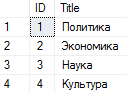 ID Title
1 1 Политика
2 2 Экономика
3 3 Наука
4 4 Культура